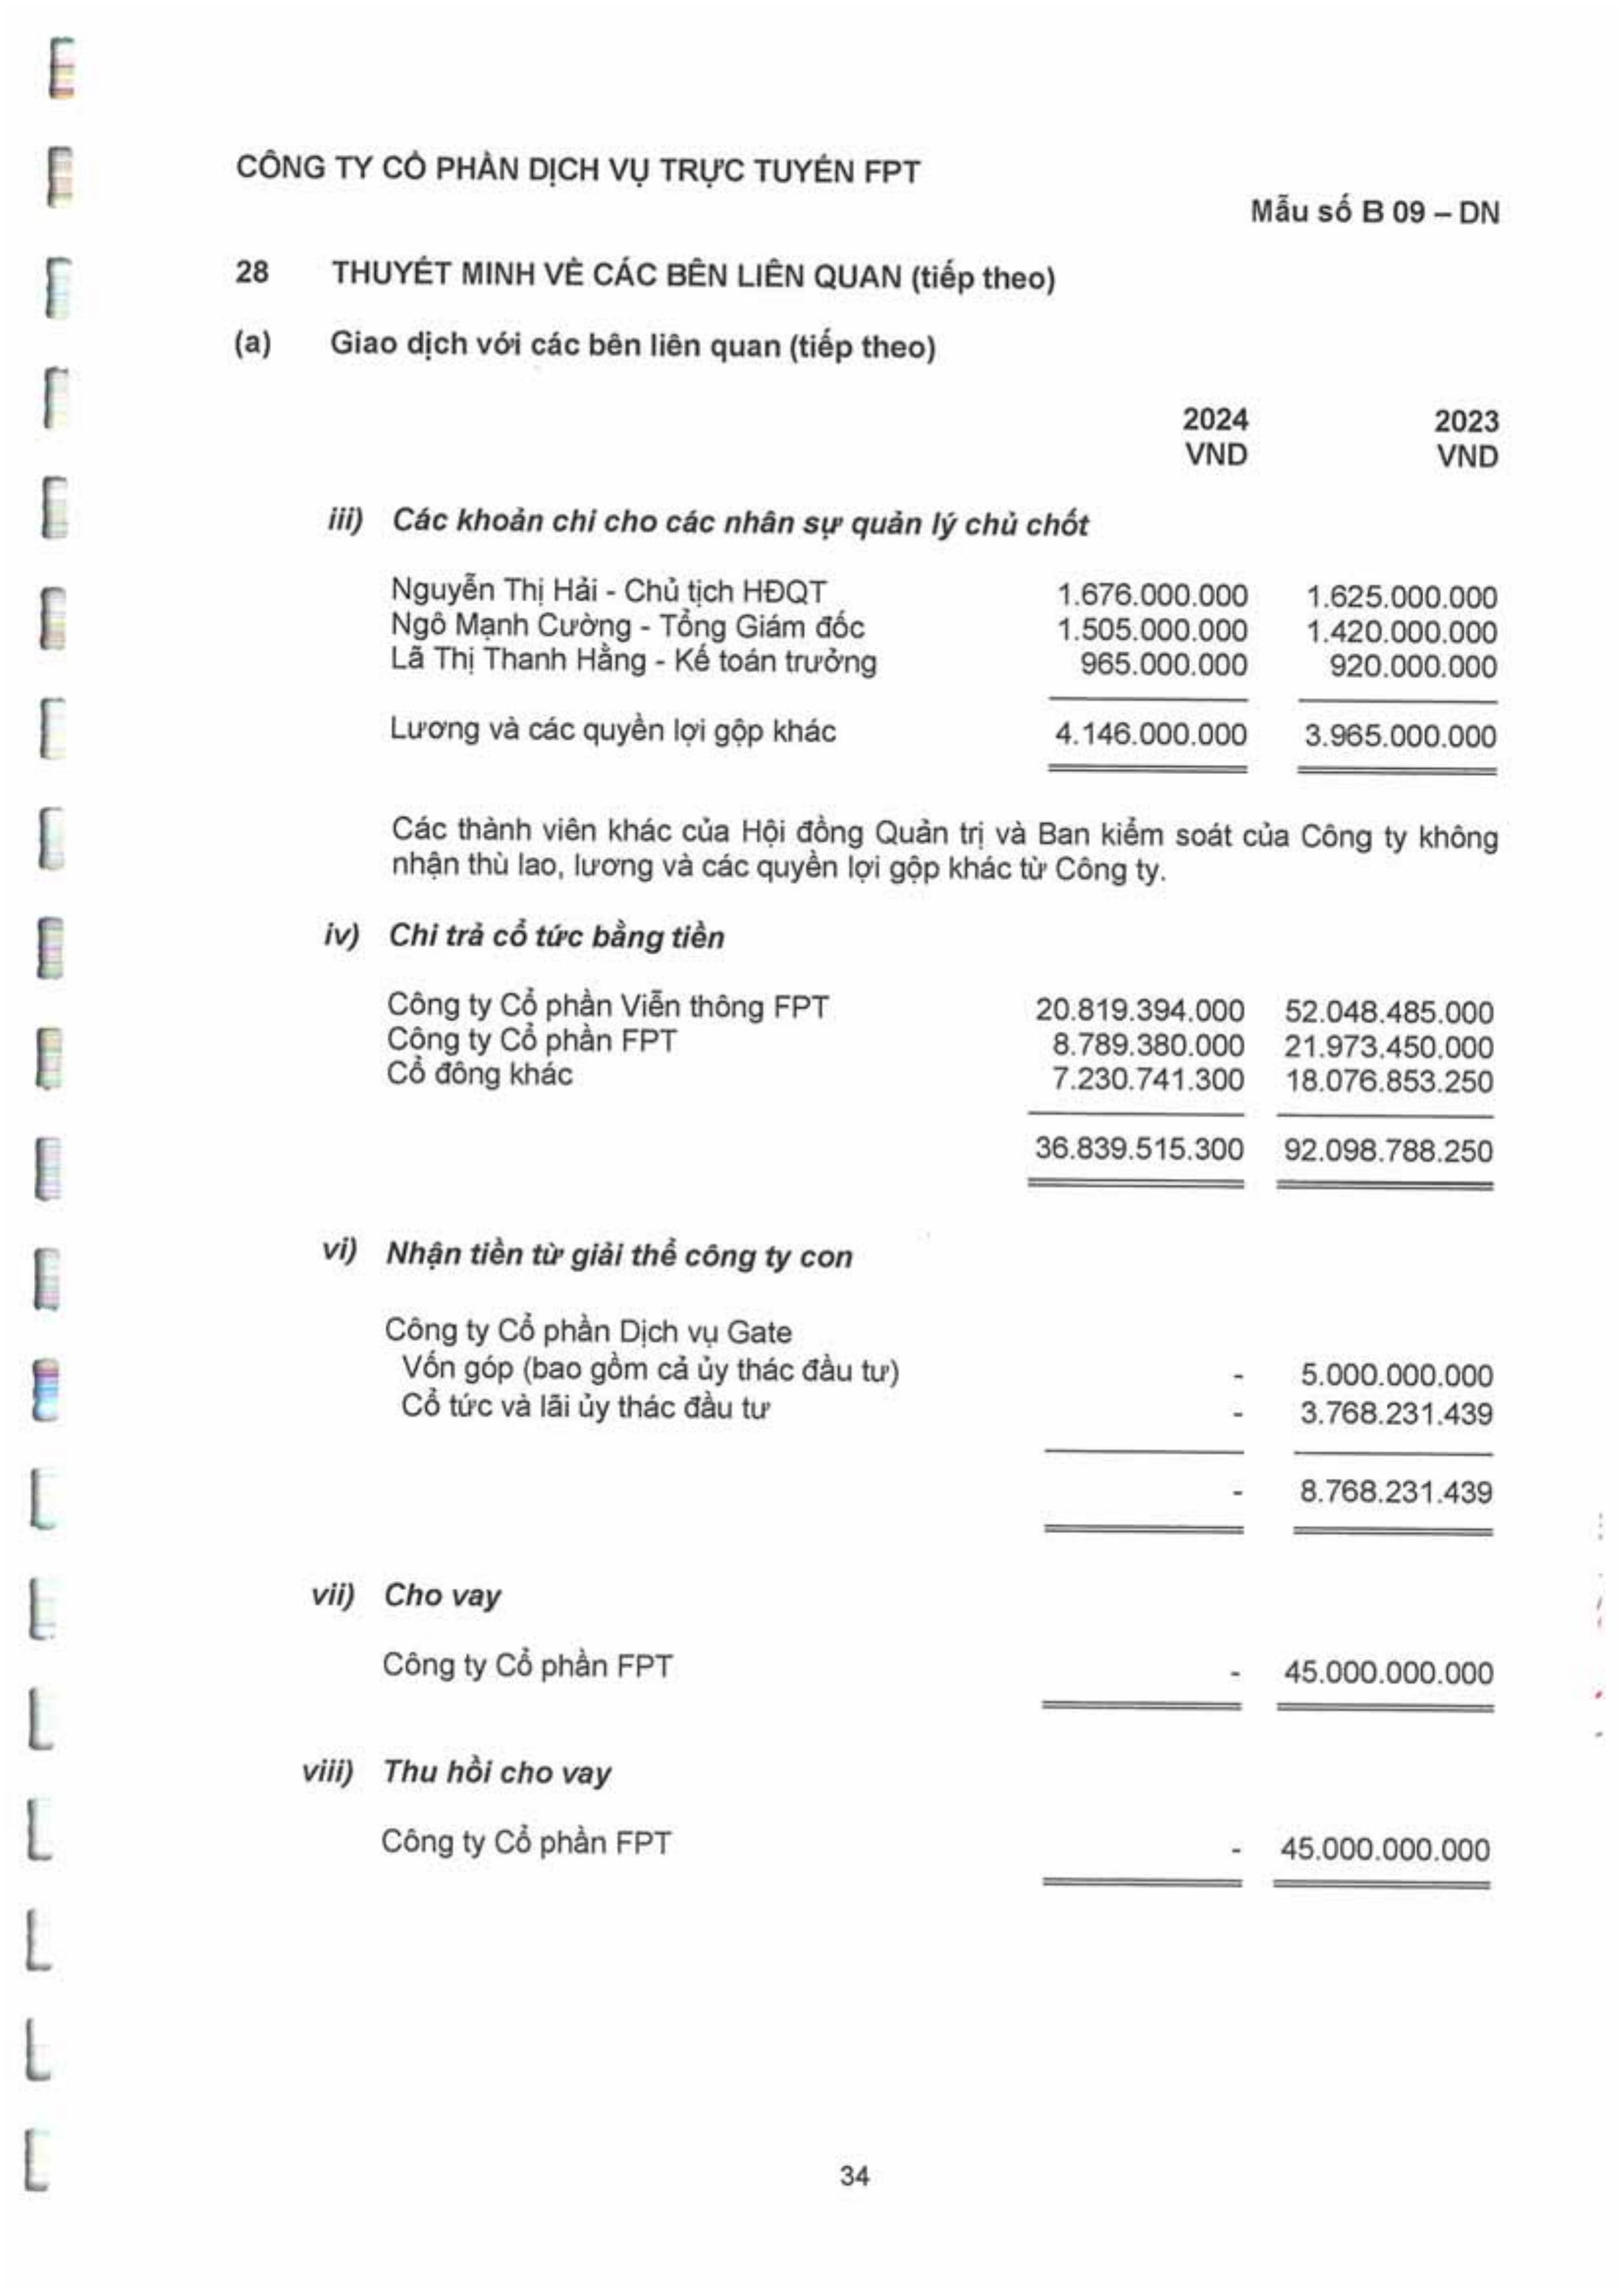 CÔNG TY CỔ PHẦN DỊCH VỤ TRỰC TUYẾN FPT
Mẫu số B 09 – DN
28 THUYẾT MINH VỀ CÁC BÊN LIÊN QUAN (tiếp theo)
(a) Giao dịch với các bên liên quan (tiếp theo)
2024 2023
VND VND
iii) Các khoản chi cho các nhân sự quản lý chủ chốt
Nguyễn Thị Hải - Chủ tịch HĐQT 1.676.000.000 1.625.000.000
Ngô Mạnh Cường - Tổng Giám đốc 1.505.000.000 1.420.000.000
Lã Thị Thanh Hằng - Kế toán trưởng 965.000.000 920.000.000
Lương và các quyền lợi gộp khác 4.146.000.000 3.965.000.000
Các thành viên khác của Hội đồng Quản trị và Ban kiểm soát của Công ty không
nhận thù lao, lương và các quyền lợi gộp khác từ Công ty.
iv) Chi trả cổ tức bằng tiền
Công ty Cổ phần Viễn thông FPT 20.819.394.000 52.048.485.000
Công ty Cổ phần FPT 8.789.380.000 21.973.450.000
Cổ đông khác 7.230.741.300 18.076.853.250
36.839.515.300 92.098.788.250
vi) Nhận tiền từ giải thể công ty con
Công ty Cổ phần Dịch vụ Gate
Vốn góp (bao gồm cả ủy thác đầu tư) - 5.000.000.000
Cổ tức và lãi ủy thác đầu tư - 3.768.231.439
- 8.768.231.439
vii) Cho vay
Công ty Cổ phần FPT - 45.000.000.000
viii) Thu hồi cho vay
Công ty Cổ phần FPT - 45.000.000.000
34